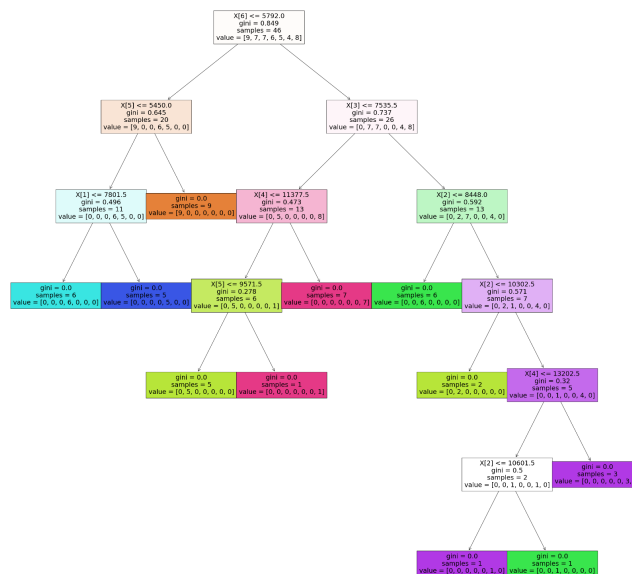 X[6] <= 5792.0
gini = 0.849
samples = 46
value = [9, 7, 7, 6, 5, 4, 8]
X[5] <= 5450.0
gini = 0.645
samples = 20
value = [9, 0, 0, 6, 5, 0, 0]
X[3] <= 7535.5
gini = 0.737
samples = 26
value = [0, 7, 7, 0, 0, 4, 8]
X[1] <= 7801.5
gini = 0.496
samples = 11
value = [0, 0, 0, 6, 5, 0, 0]
gini = 0.0
samples = 9
value = [9, 0, 0, 0, 0, 0, 0]
X[4] <= 11377.5
gini = 0.473
samples = 13
value = [0, 5, 0, 0, 0, 0, 8]
X[2] <= 8448.0
gini = 0.592
samples = 13
value = [0, 2, 7, 0, 0, 4, 0]
gini = 0.0
samples = 6
value = [0, 0, 0, 6, 0, 0, 0]
gini = 0.0
samples = 5
value = [0, 0, 0, 0, 5, 0, 0]
X[5] <= 9571.5
gini = 0.278
samples = 6
value = [0, 5, 0, 0, 0, 0, 1]
gini = 0.0
samples = 7
value = [0, 0, 0, 0, 0, 0, 7]
gini = 0.0
samples = 6
value = [0, 0, 6, 0, 0, 0, 0]
X[2] <= 10302.5
gini = 0.571
samples = 7
value = [0, 2, 1, 0, 0, 4, 0]
gini = 0.0
samples = 5
value = [0, 5, 0, 0, 0, 0, 0]
gini = 0.0
samples = 1
value = [0, 0, 0, 0, 0, 0, 1]
gini = 0.0
samples = 2
value = [0, 2, 0, 0, 0, 0, 0]
X[4] <= 13202.5
gini = 0.32
samples = 5
value = [0, 0, 1, 0, 0, 4, 0]
X[2] <= 10601.5
gini = 0.5
samples = 2
value = [0, 0, 1, 0, 0, 1, 0]
gini = 0.0
samples = 3
value = [0, 0, 0, 0, 0, 3,
gini = 0.0
samples = 1
value = [0, 0, 0, 0, 0, 1, 0]
gini = 0.0
samples = 1
value = [0, 0, 1, 0, 0, 0, 0]